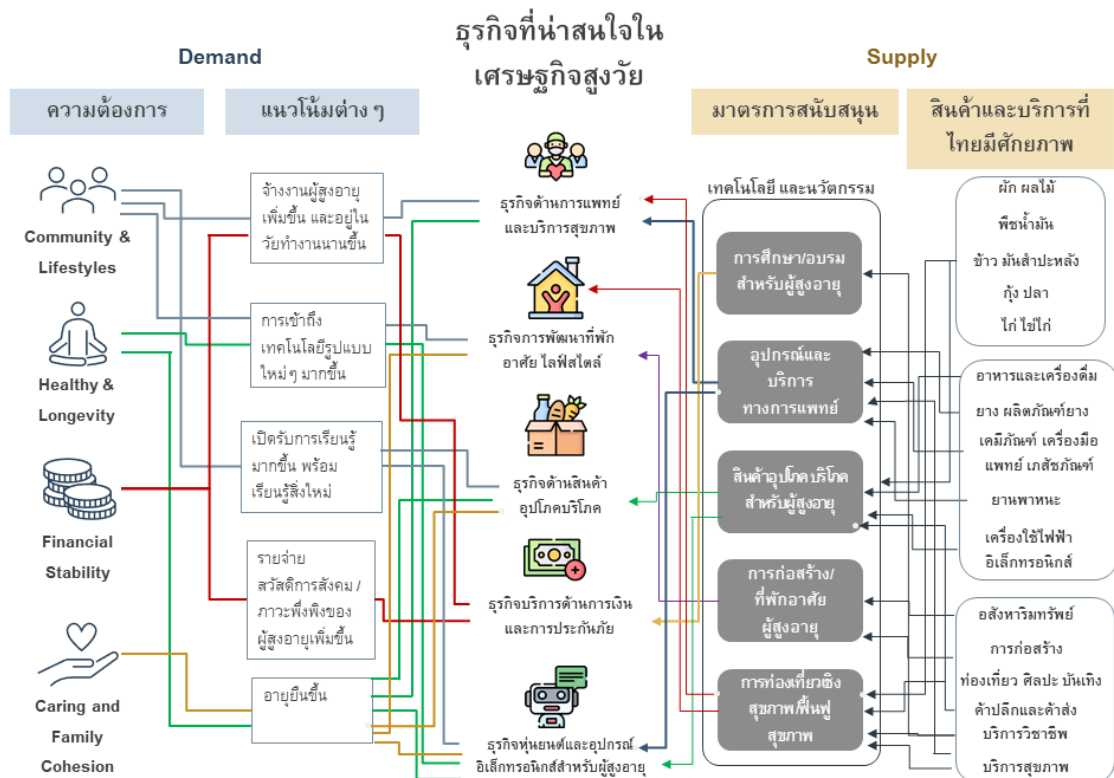 ธุรกิจที่น่าสนใจใน
เศรษฐกิจสูงวัย
Demand
Supply
ความต้องการ
แนวโน้มต่าง ๆ
มาตรการสนับสนุน
สินค้าและบริการที่
ไทยมีศักยภาพ
Community &
Lifestyles
Healthy &
Longevity
Financial
Stability
Caring and
Family
Cohesion
จ้างงานผู้สูงอายุ
เพิ่มขึ้น และอยู่ใน
วัยทำงานนานขึ้น
การเข้าถึง
เทคโนโลยีรูปแบบ
ใหม่ๆ มากขึ้น
เปิดรับการเรียนรู้
มากขึ้น พร้อม
เรียนรู้สิ่งใหม่
รายจ่าย
สวัสดิการสังคม /
ภาวะพึ่งพิงของ
ผู้สูงอายุเพิ่มขึ้น
อายุยืนขึ้น
ธุรกิจด้านการแพทย์
และบริการสุขภาพ
ธุรกิจการพัฒนาที่พัก
อาศัย ไลฟ์สไตล์
ธุรกิจด้านสินค้า
อุปโภคบริโภค
ธุรกิจบริการด้านการเงิน
และการประกันภัย
ธุรกิจหุ่นยนต์และอุปกรณ์
อิเล็กทรอนิกส์สำหรับผู้สูงอายุ
เทคโนโลยี และนวัตกรรม
การศึกษา/อบรม
สำหรับผู้สูงอายุ
อุปกรณ์และ
บริการ
ทางการแพทย์
สินค้าอุปโภคบริโภค
สำหรับผู้สูงอายุ
การก่อสร้าง/
ที่พักอาศัย
ผู้สูงอายุ
การท่องเที่ยวเชิง
สุขภาพ/ฟื้นฟู
สุขภาพ
ผัก ผลไม้
พืชน้ำมัน
ข้าว มันสำปะหลัง
กุ้ง ปลา
ไก่ ไข่ไก่
อาหารและเครื่องดื่ม
ยาง ผลิตภัณฑ์ยาง
เคมีภัณฑ์ เครื่องมือ
แพทย์ เภสัชภัณฑ์
ยานพาหนะ
เครื่องใช้ไฟฟ้า
อิเล็กทรอนิกส์
อสังหาริมทรัพย์
การก่อสร้าง
ท่องเที่ยว ศิลปะ บันเทิง
ค้าปลีกและค้าส่ง
บริการวิชาชีพ
บริการสุขภาพ